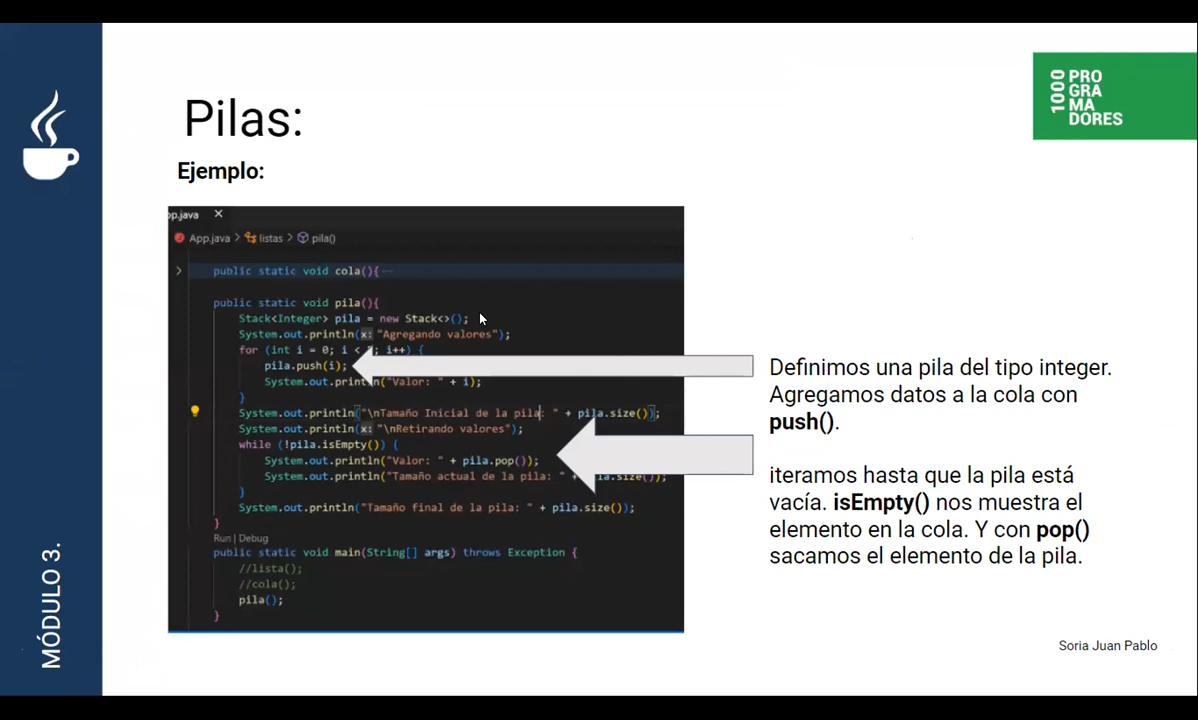 1000
PRO
GRA
MA
DORES
Pilas:
Ejemplo:
pp.java ×
App.java > listas > pila()
> public static void cola(){
public static void pila(){
Stack<Integer> pila = new Stack<>();
System.out.println(x: "Agregando valores");
for (int i = 0; i < ; i++) {
pila.push(i);
System.out.println("Valor: " + i);
}
System.out.println("\nTamaño Inicial de la pila: " + pila.size());
System.out.println(x: "\nRetirando valores");
while (!pila.isEmpty()) {
System.out.println("Valor: " + pila.pop());
System.out.println("Tamaño actual de la pila: " + la.size());
}
System.out.println("Tamaño final de la pila: " + pila.size());
}
Run | Debug
public static void main(String[] args) throws Exception {
//lista();
//cola();
pila();
}
Definimos una pila del tipo integer.
Agregamos datos a la cola con
push().
iteramos hasta que la pila está
vacía. isEmpty() nos muestra el
elemento en la cola. Y con pop()
sacamos el elemento de la pila.
MÓDULO 3.
Soria Juan Pablo